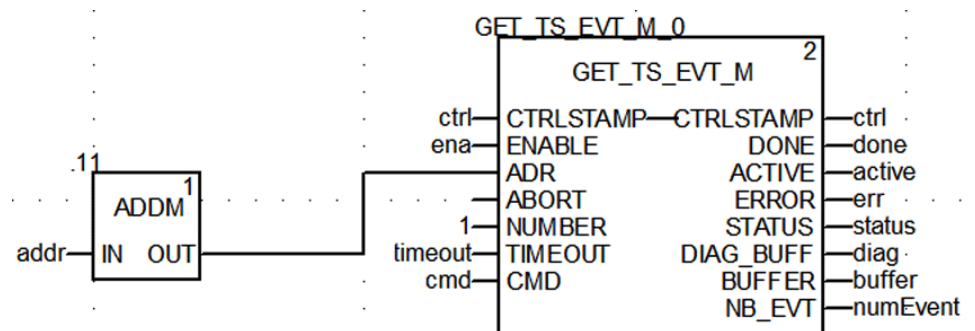 GET_TS_EVT_M_0
2
GET_TS_EVT_M
ctrl CTRLSTAMP CTRLSTAMP ctrl
ena ENABLE DONE done
.11 ADR ACTIVE active
1 ABORT ERROR err
ADDM 1 NUMBER STATUS status
addr IN OUT timeout TIMEOUT DIAG_BUFF diag
cmd CMD BUFFER buffer
NB_EVT numEvent